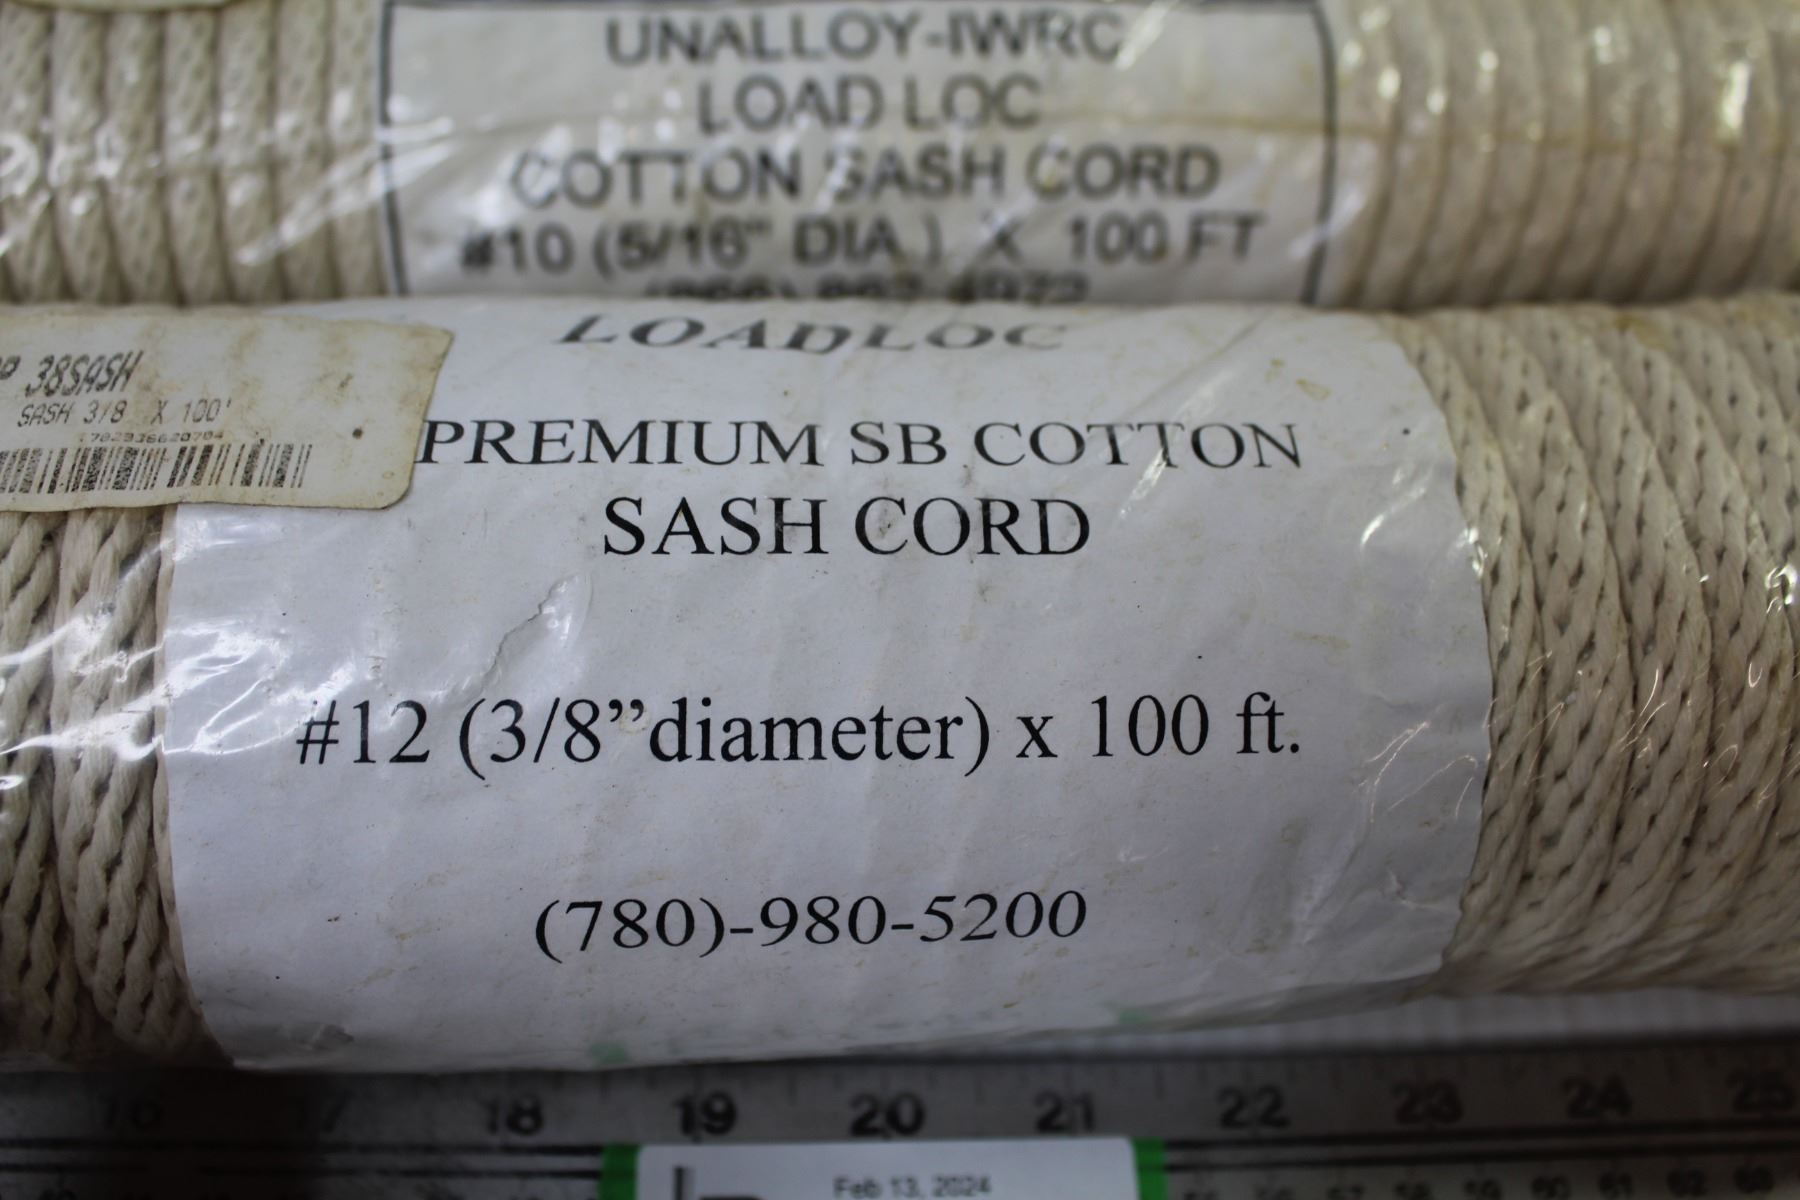 UNALLOY-IWRC
LOAD LOC
COTTON SASH CORD
#10 (5/16" DIA.) X 100 FT
LOADLOC
38SASH
SASH 3/8 X 100'
PREMIUM SB COTTON
SASH CORD
#12 (3/8”diameter) x 100 ft.
(780)-980-5200
16 17 18 19 20 21 22 23 24 25
Feb 13, 2024